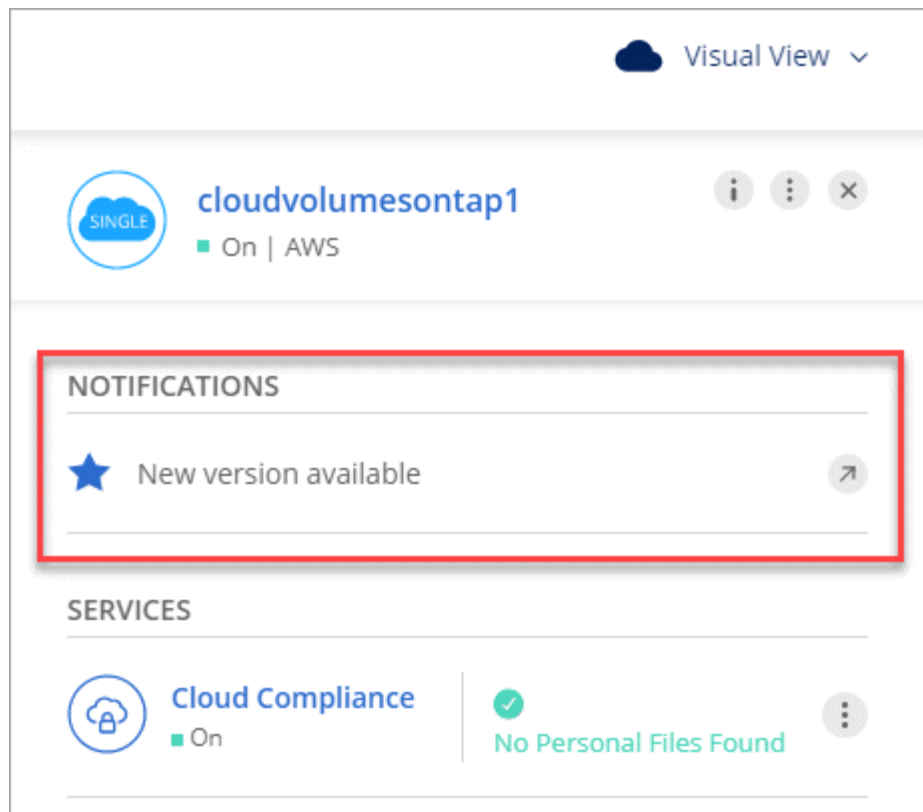 Visual View
SINGLE
cloudvolumesontap1
On | AWS
NOTIFICATIONS
New version available
SERVICES
Cloud Compliance
On
No Personal Files Found